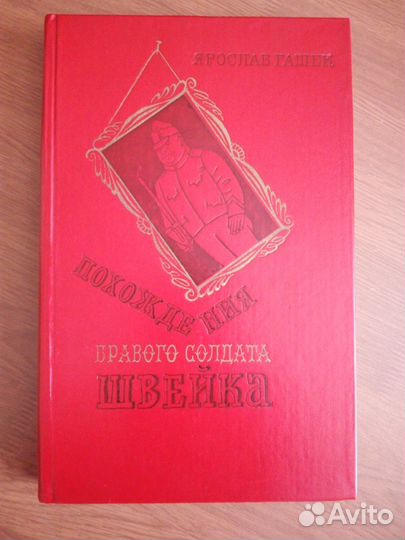 ЯРОСЛАВ ГАШЕК
ПОХОЖДЕНИЯ
БРАВОГО СОЛДАТА
ШВЕЙКА
Avito